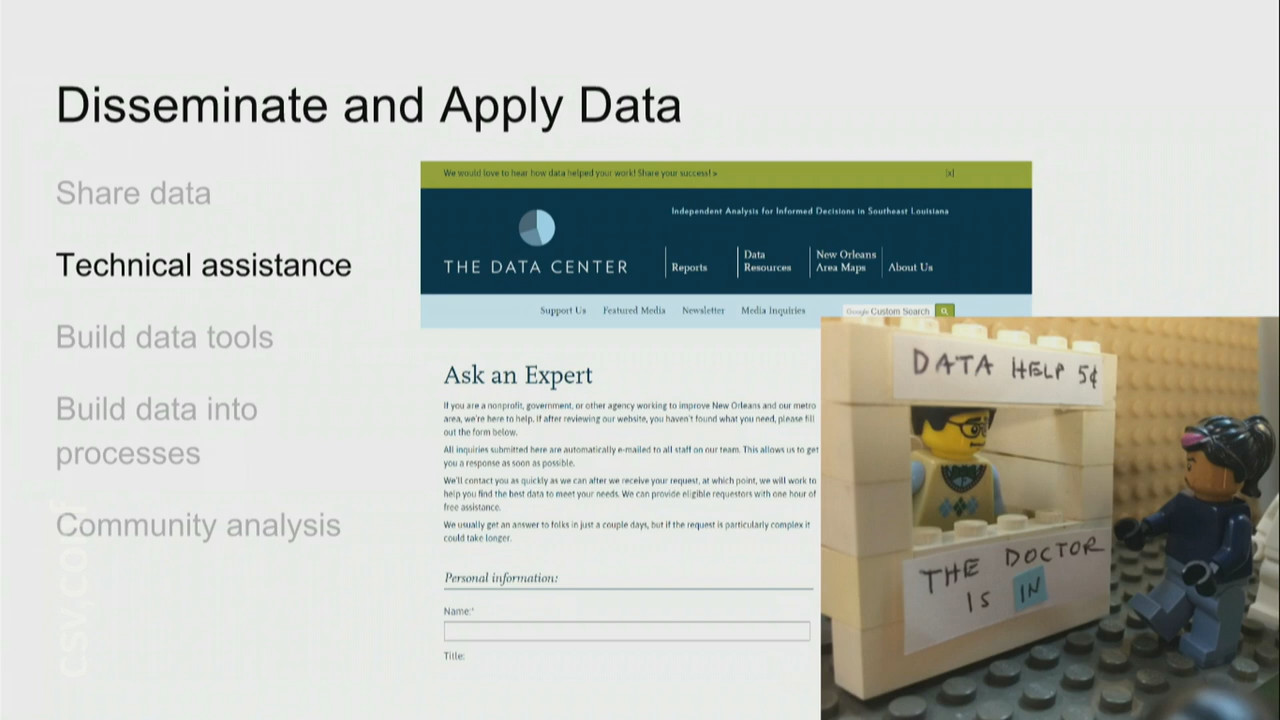 Disseminate and Apply Data
Share data
Technical assistance
Build data tools
Build data into
processes
Community analysis
csv,conf
We would love to hear how data helped your work! Share your success! »
[x]
Independent Analysis for Informed Decisions in Southeast Louisiana
THE DATA CENTER
Reports
Data
Resources
New Orleans
Area Maps
About Us
Support Us
Featured Media
Newsletter
Media Inquiries
Google Custom Search
Ask an Expert
If you are a nonprofit, government, or other agency working to improve New Orleans and our metro
area, we're here to help. If after reviewing our website, you haven't found what you need, please fill
out the form below.
All inquiries submitted here are automatically e-mailed to all staff on our team. This allows us to get
you a response as soon as possible.
We'll contact you as quickly as we can after we receive your request, at which point, we will work to
help you find the best data to meet your needs. We can provide eligible requestors with one hour of
free assistance.
We usually get an answer to folks in just a couple days, but if the request is particularly complex it
could take longer.
Personal information:
Name:*
Title:
DATA HELP 5¢
THE DOCTOR
IS IN